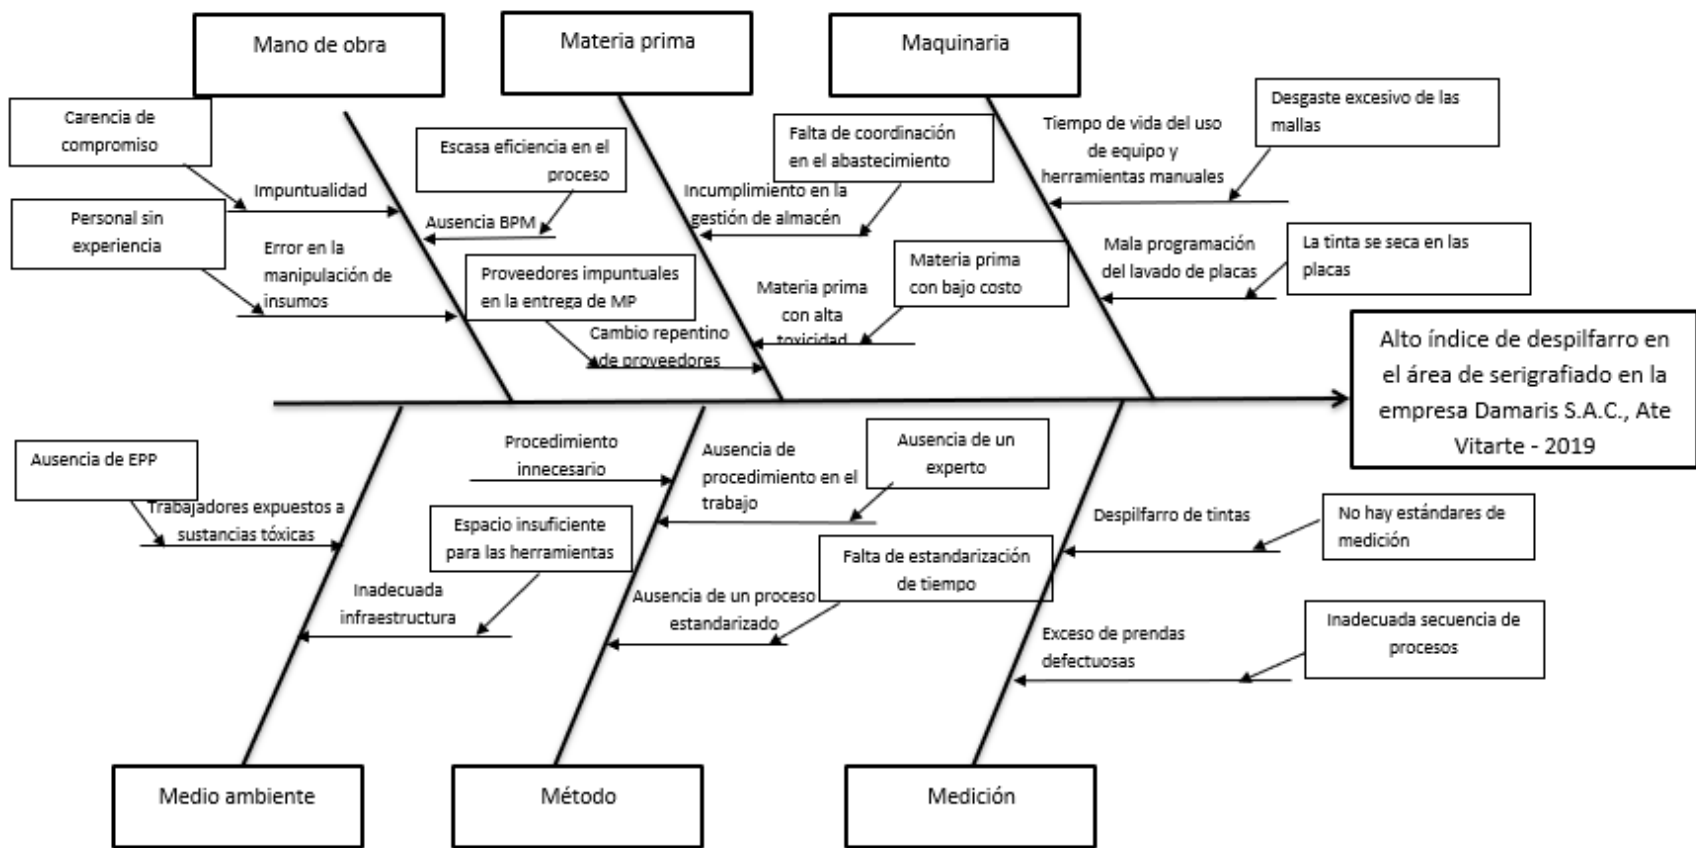 Mano de obra
Materia prima
Maquinaria
Carencia de
compromiso
Impuntualidad
Personal sin
experiencia
Error en la
manipulación de
insumos
Escasa eficiencia en el
proceso
Ausencia BPM
Proveedores impuntuales
en la entrega de MP
Cambio repentino
de proveedores
Falta de coordinación
en el abastecimiento
Incumplimiento en la
gestión de almacén
Materia prima
con bajo costo
Materia prima
con alta
toxicidad
Desgaste excesivo de las
mallas
Tiempo de vida del uso
de equipo y
herramientas manuales
Mala programación
del lavado de placas
La tinta se seca en las
placas
Alto índice de despilfarro en
el área de serigrafiado en la
empresa Damaris S.A.C., Ate
Vitarte - 2019
Ausencia de EPP
Trabajadores expuestos a
sustancias tóxicas
Espacio insuficiente
para las herramientas
Inadecuada
infraestructura
Procedimiento
innecesario
Ausencia de
procedimiento en el
trabajo
Ausencia de un
experto
Falta de estandarización
de tiempo
Ausencia de un proceso
estandarizado
Despilfarro de tintas
No hay estándares de
medición
Exceso de prendas
defectuosas
Inadecuada secuencia de
procesos
Medio ambiente
Método
Medición